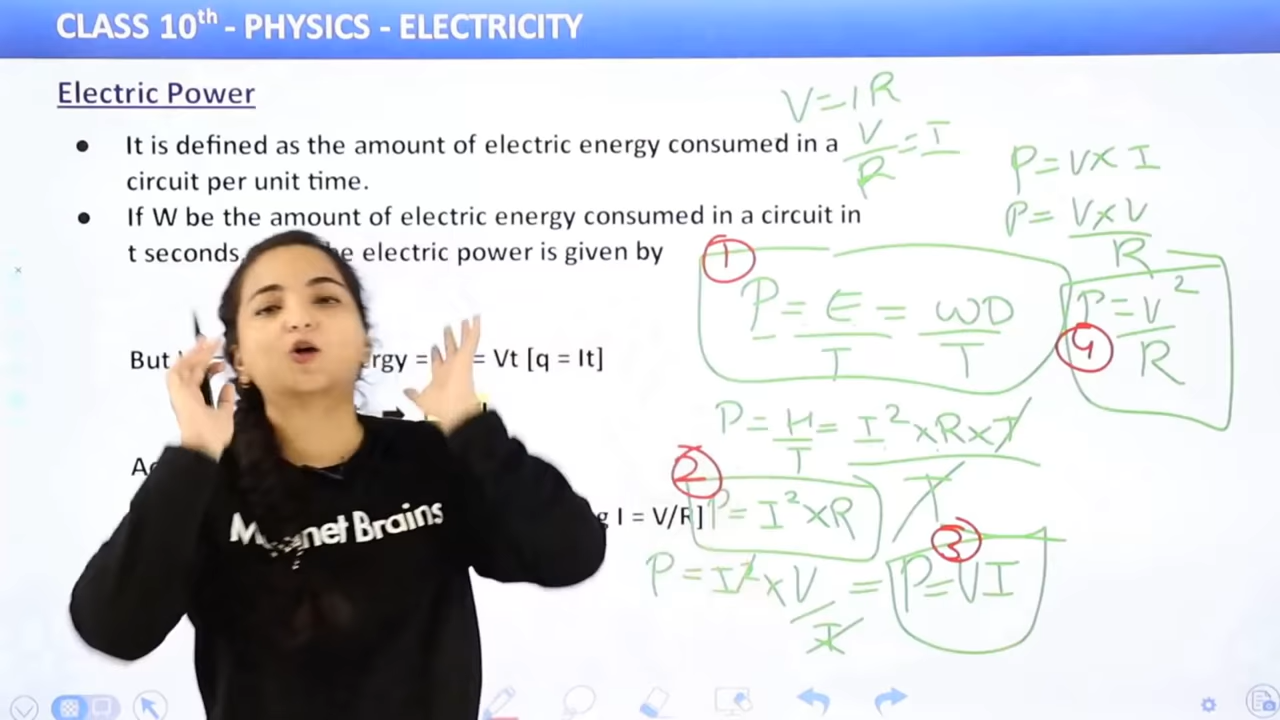 CLASS 10th - PHYSICS - ELECTRICITY
Electric Power
• It is defined as the amount of electric energy consumed in a
circuit per unit time.
• If W be the amount of electric energy consumed in a circuit in
t seconds, electric power is given by
But = Vt [q = It]
I = V/R]
V=IR
V/R=I
P=V×I
P=V×V/R
1
P=E/T=WD/T
P=V²/R
4
P=H/T=I²×R×T/T
2
P=I²×R
P=I²×V/I=
3
P=VI
Magnet Brains